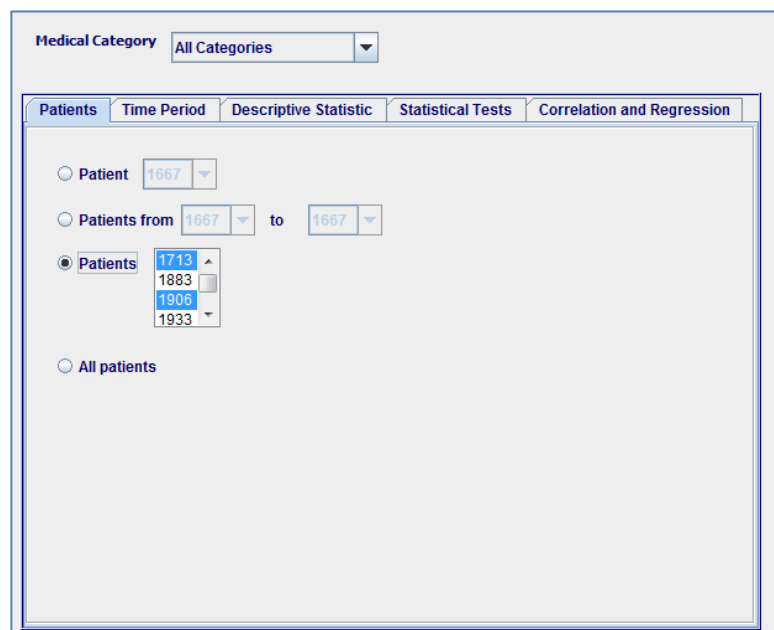 Medical Category All Categories
Patients Time Period Descriptive Statistic Statistical Tests Correlation and Regression
Patient 1667
Patients from 1667 to 1667
Patients 1713
1883
1906
1933
All patients